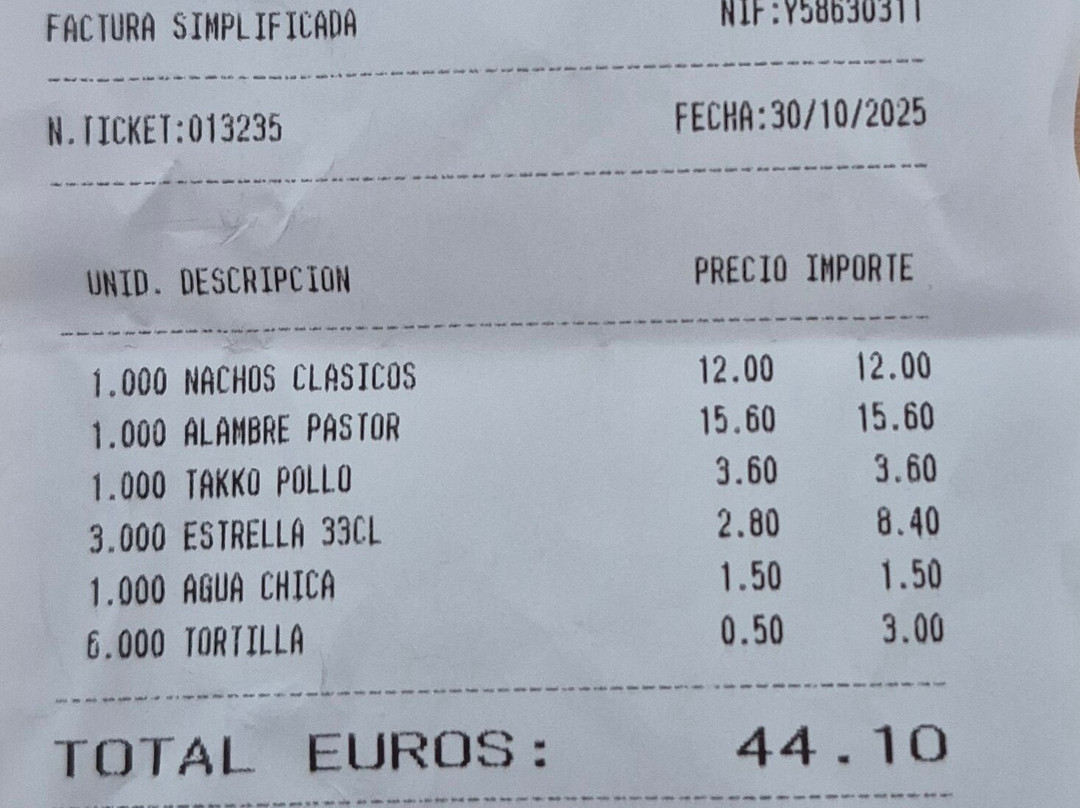 FACTURA SIMPLIFICADA NIF:Y5863031T
N.TICKET:013235 FECHA:30/10/2025
UNID. DESCRIPCION PRECIO IMPORTE
1.000 NACHOS CLASICOS 12.00 12.00
1.000 ALAMBRE PASTOR 15.60 15.60
1.000 TAKKO POLLO 3.60 3.60
3.000 ESTRELLA 33CL 2.80 8.40
1.000 AGUA CHICA 1.50 1.50
6.000 TORTILLA 0.50 3.00
TOTAL EUROS: 44.10